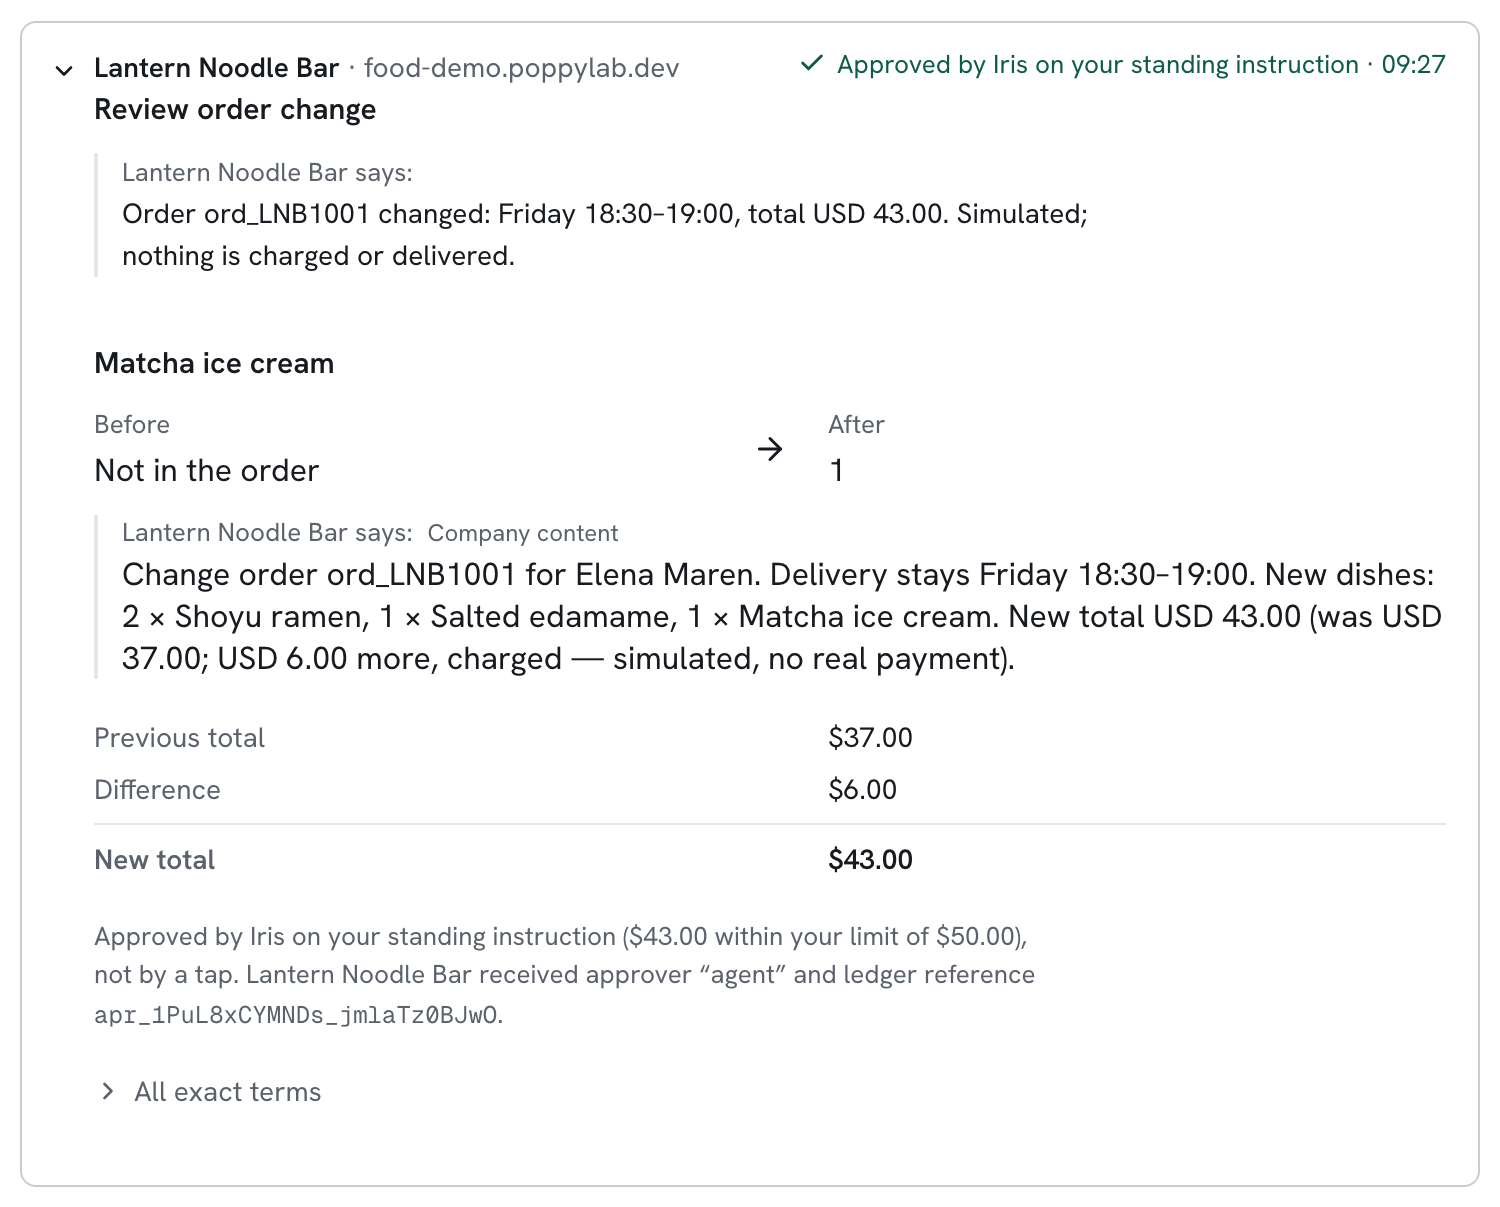 Lantern Noodle Bar · food-demo.poppylab.dev
Approved by Iris on your standing instruction · 09:27
Review order change
Lantern Noodle Bar says:
Order ord_LNB1001 changed: Friday 18:30–19:00, total USD 43.00. Simulated;
nothing is charged or delivered.
Matcha ice cream
Before
Not in the order
After
1
Lantern Noodle Bar says: Company content
Change order ord_LNB1001 for Elena Maren. Delivery stays Friday 18:30–19:00. New dishes:
2 × Shoyu ramen, 1 × Salted edamame, 1 × Matcha ice cream. New total USD 43.00 (was USD
37.00; USD 6.00 more, charged — simulated, no real payment).
Previous total $37.00
Difference $6.00
New total $43.00
Approved by Iris on your standing instruction ($43.00 within your limit of $50.00),
not by a tap. Lantern Noodle Bar received approver “agent” and ledger reference
apr_1PuL8xCYMNDs_jmlaTz0BJwO.
All exact terms